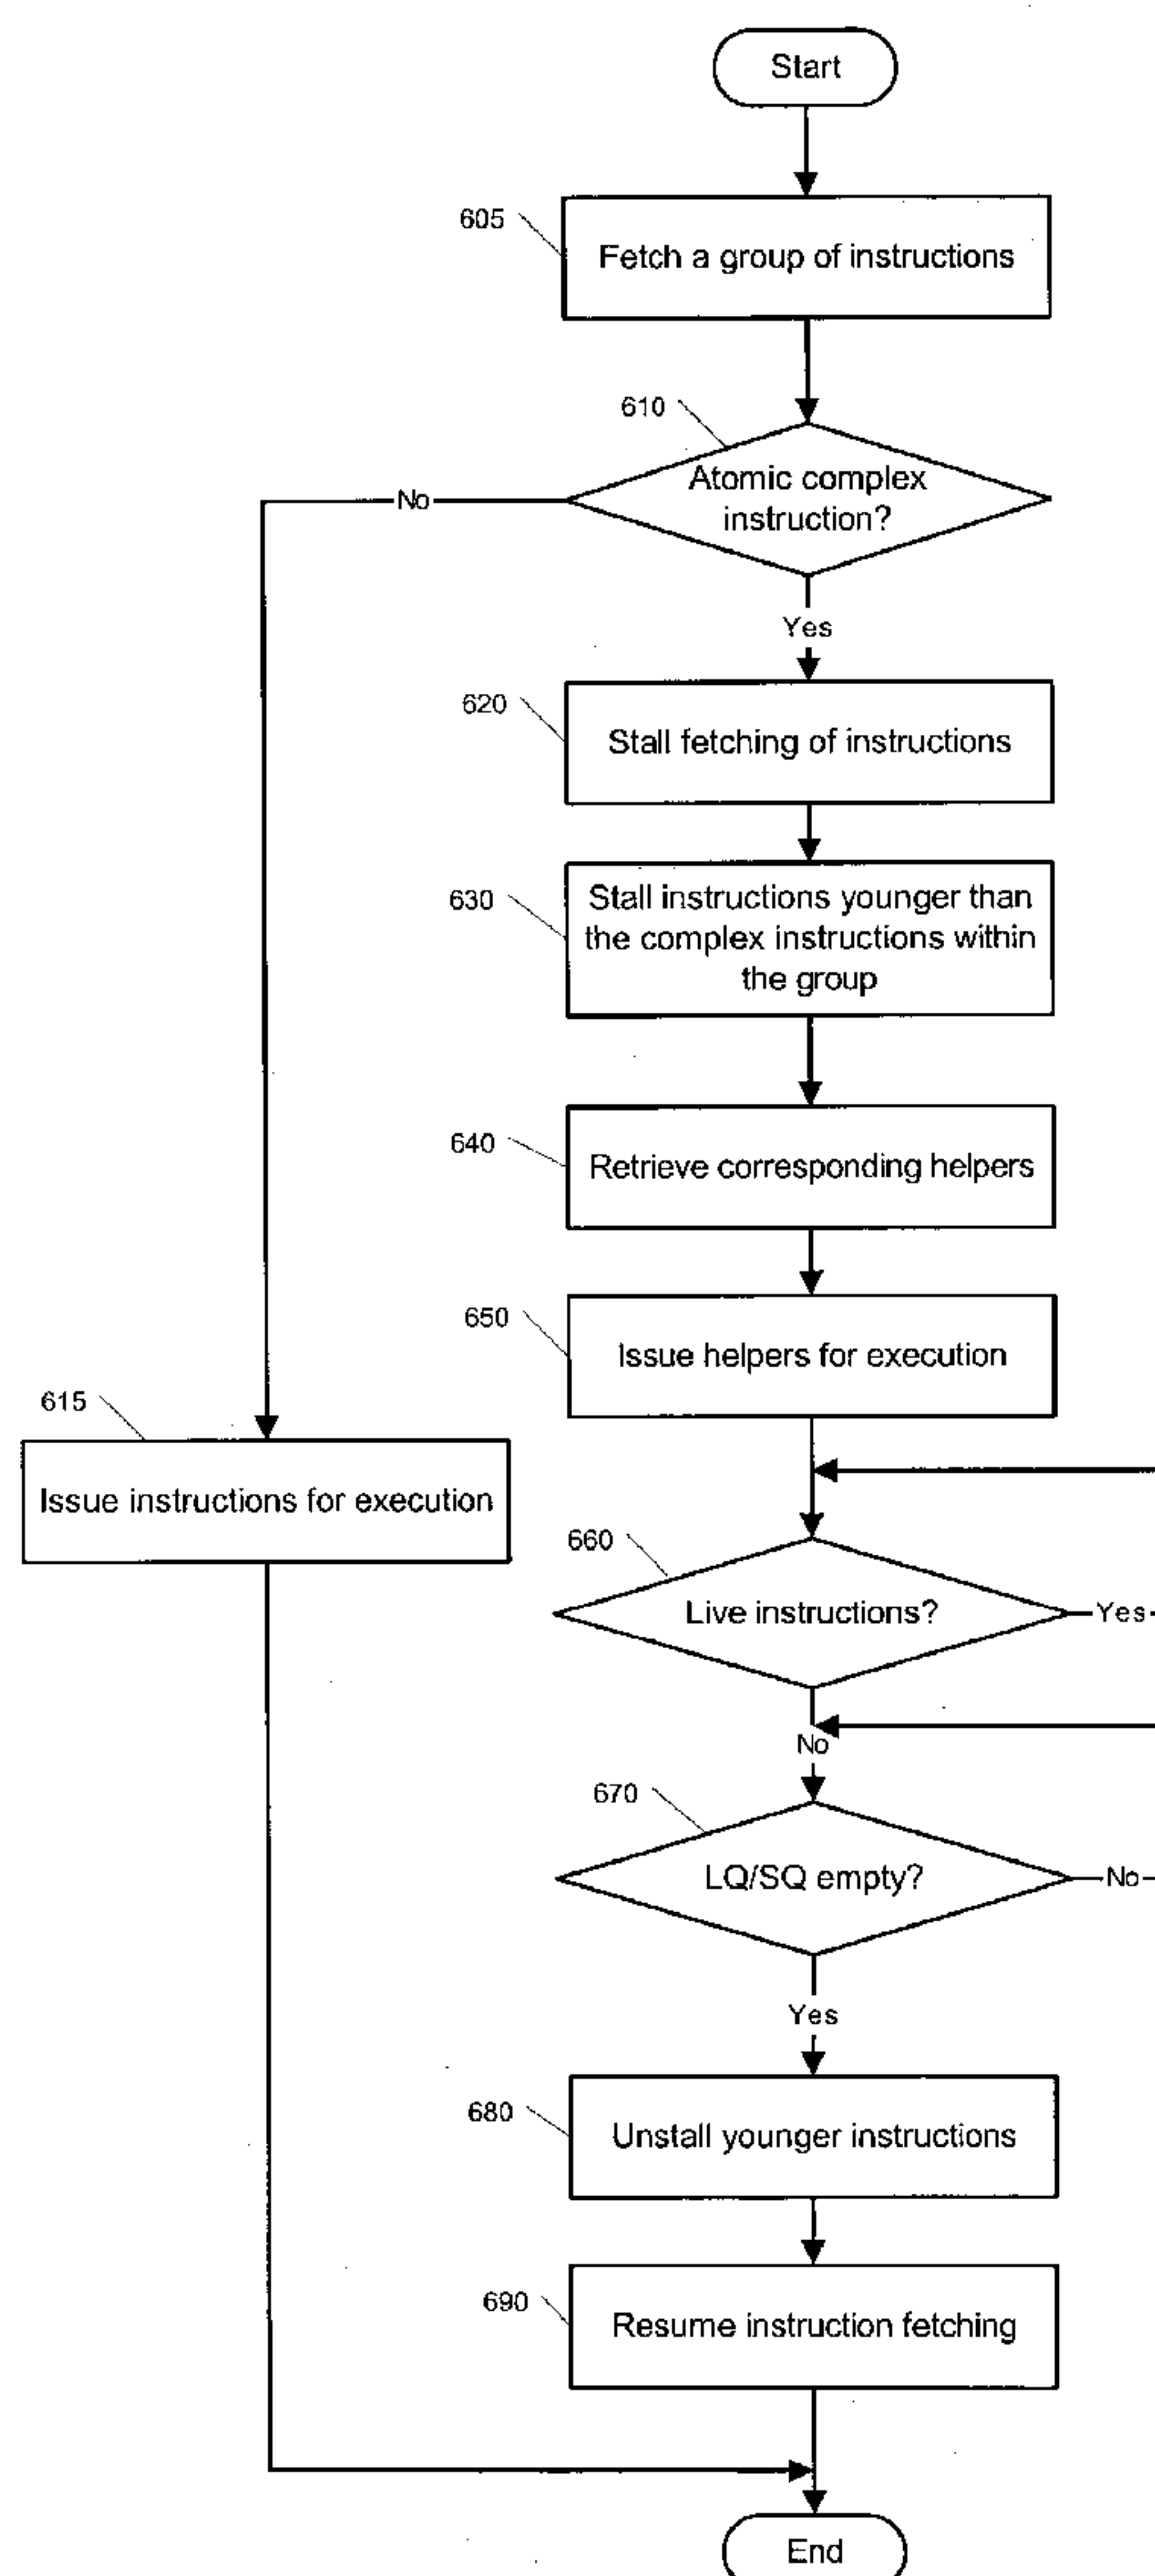 Start
605
Fetch a group of instructions
610
Atomic complex
instruction?
No
Yes
620
Stall fetching of instructions
630
Stall instructions younger than
the complex instructions within
the group
640
Retrieve corresponding helpers
650
Issue helpers for execution
615
Issue instructions for execution
660
Live instructions?
Yes
No
670
LQ/SQ empty?
No
Yes
680
Unstall younger instructions
690
Resume instruction fetching
End